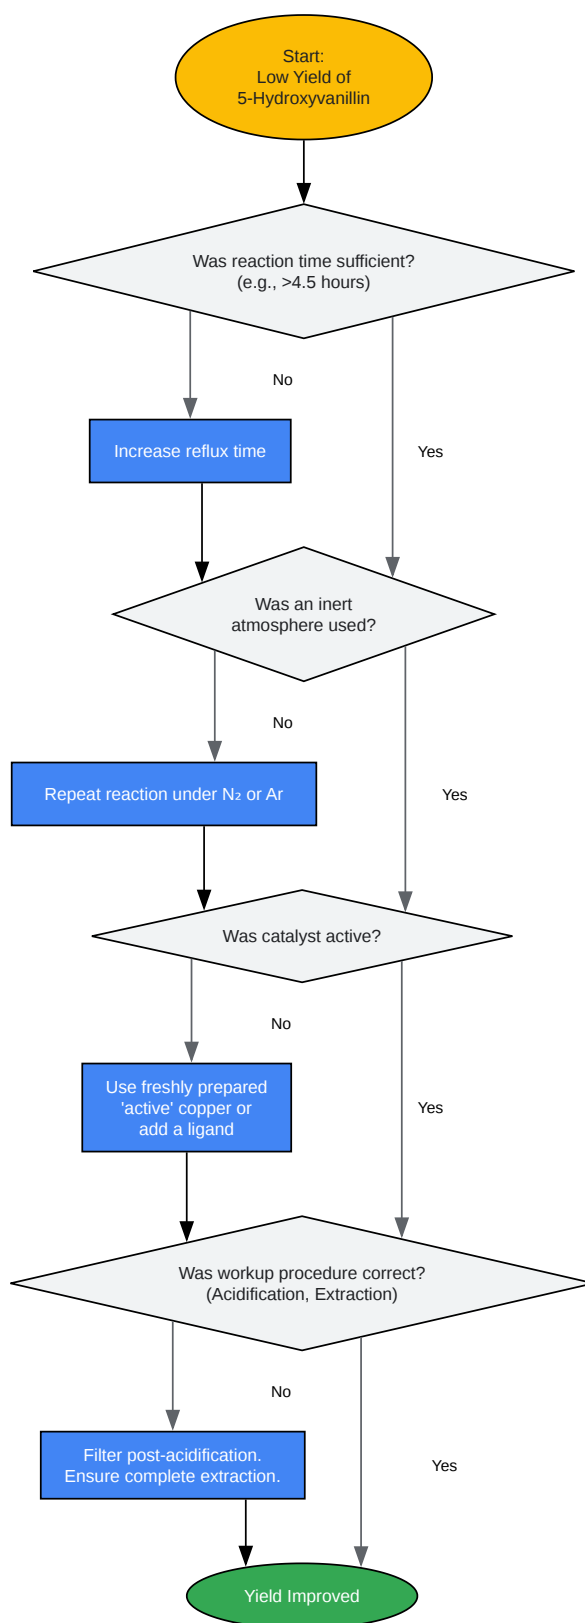 Start:
Low Yield of
5-Hydroxyvanillin
Was reaction time sufficient?
(e.g., >4.5 hours)
No
Increase reflux time
Yes
Was an inert
atmosphere used?
No
Repeat reaction under N₂ or Ar
Yes
Was catalyst active?
No
Use freshly prepared
'active' copper or
add a ligand
Yes
Was workup procedure correct?
(Acidification, Extraction)
No
Filter post-acidification.
Ensure complete extraction.
Yes
Yield Improved